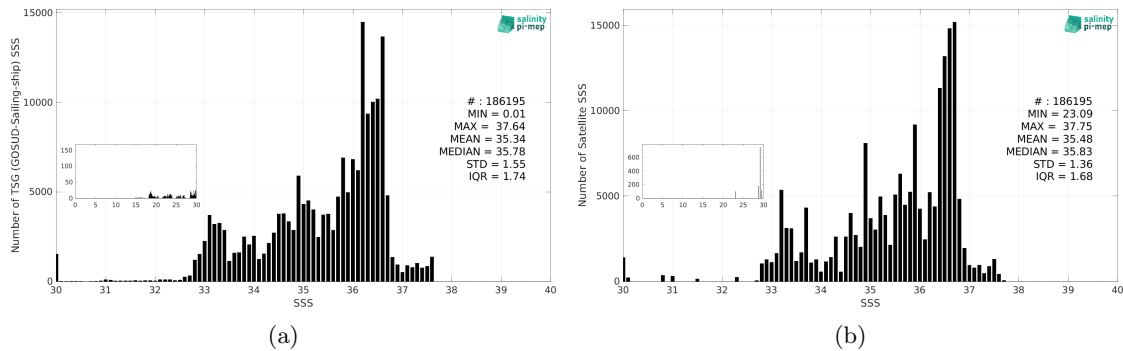 15000
10000
5000
0
Number of TSG (GOSUD-Sailing-ship) SSS
salinity
pi-mep
# : 186195
MIN = 0.01
MAX = 37.64
MEAN = 35.34
MEDIAN = 35.78
STD = 1.55
IQR = 1.74
150
100
50
0
0 5 10 15 20 25 30
30 31 32 33 34 35 36 37 38 39 40
SSS
(a)
15000
10000
5000
0
Number of Satellite SSS
salinity
pi-mep
# : 186195
MIN = 23.09
MAX = 37.75
MEAN = 35.48
MEDIAN = 35.83
STD = 1.36
IQR = 1.68
600
400
200
0
0 5 10 15 20 25 30
30 31 32 33 34 35 36 37 38 39 40
SSS
(b)